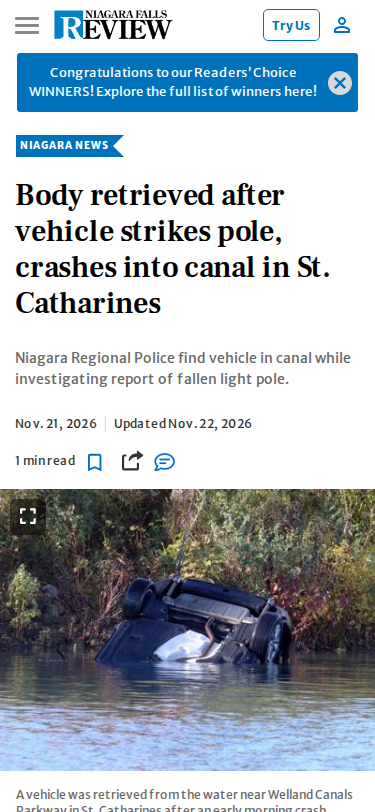 NIAGARA FALLS
REVIEW
Try Us
Congratulations to our Readers' Choice
WINNERS! Explore the full list of winners here!
NIAGARA NEWS
Body retrieved after
vehicle strikes pole,
crashes into canal in St.
Catharines
Niagara Regional Police find vehicle in canal while
investigating report of fallen light pole.
Nov. 21, 2026
Updated Nov. 22, 2026
1 min read
A vehicle was retrieved from the water near Welland Canals
Parkway in St. Catharines after an early morning crash